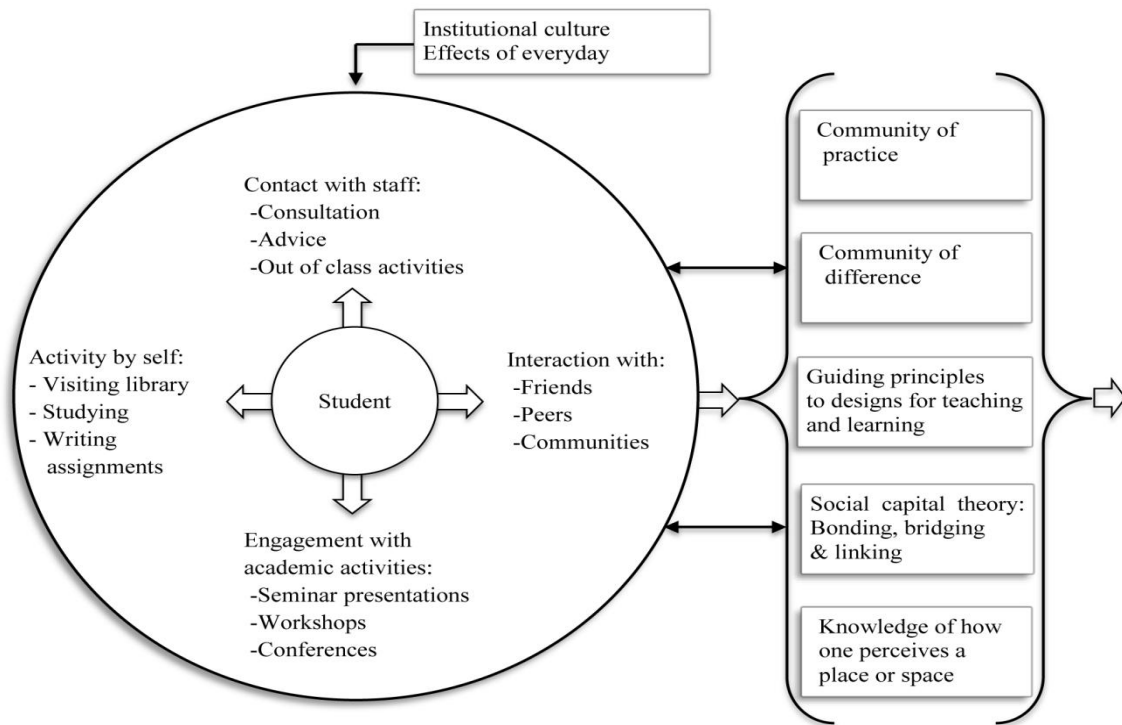 Institutional culture
Effects of everyday
Contact with staff:
-Consultation
-Advice
-Out of class activities
Activity by self:
- Visiting library
- Studying
- Writing
assignments
Student
Interaction with:
-Friends
-Peers
-Communities
Engagement with
academic activities:
-Seminar presentations
-Workshops
-Conferences
Community of
practice
Community of
difference
Guiding principles
to designs for teaching
and learning
Social capital theory:
Bonding, bridging
& linking
Knowledge of how
one perceives a
place or space